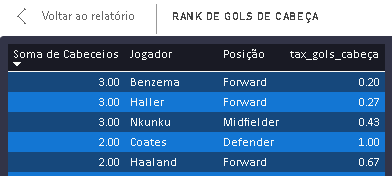 Voltar ao relatório RANK DE GOLS DE CABEÇA
Soma de Cabeceios Jogador Posição tax_gols_cabeça
3.00 Benzema Forward 0.20
3.00 Haller Forward 0.27
3.00 Nkunku Midfielder 0.43
2.00 Coates Defender 1.00
2.00 Haaland Forward 0.67